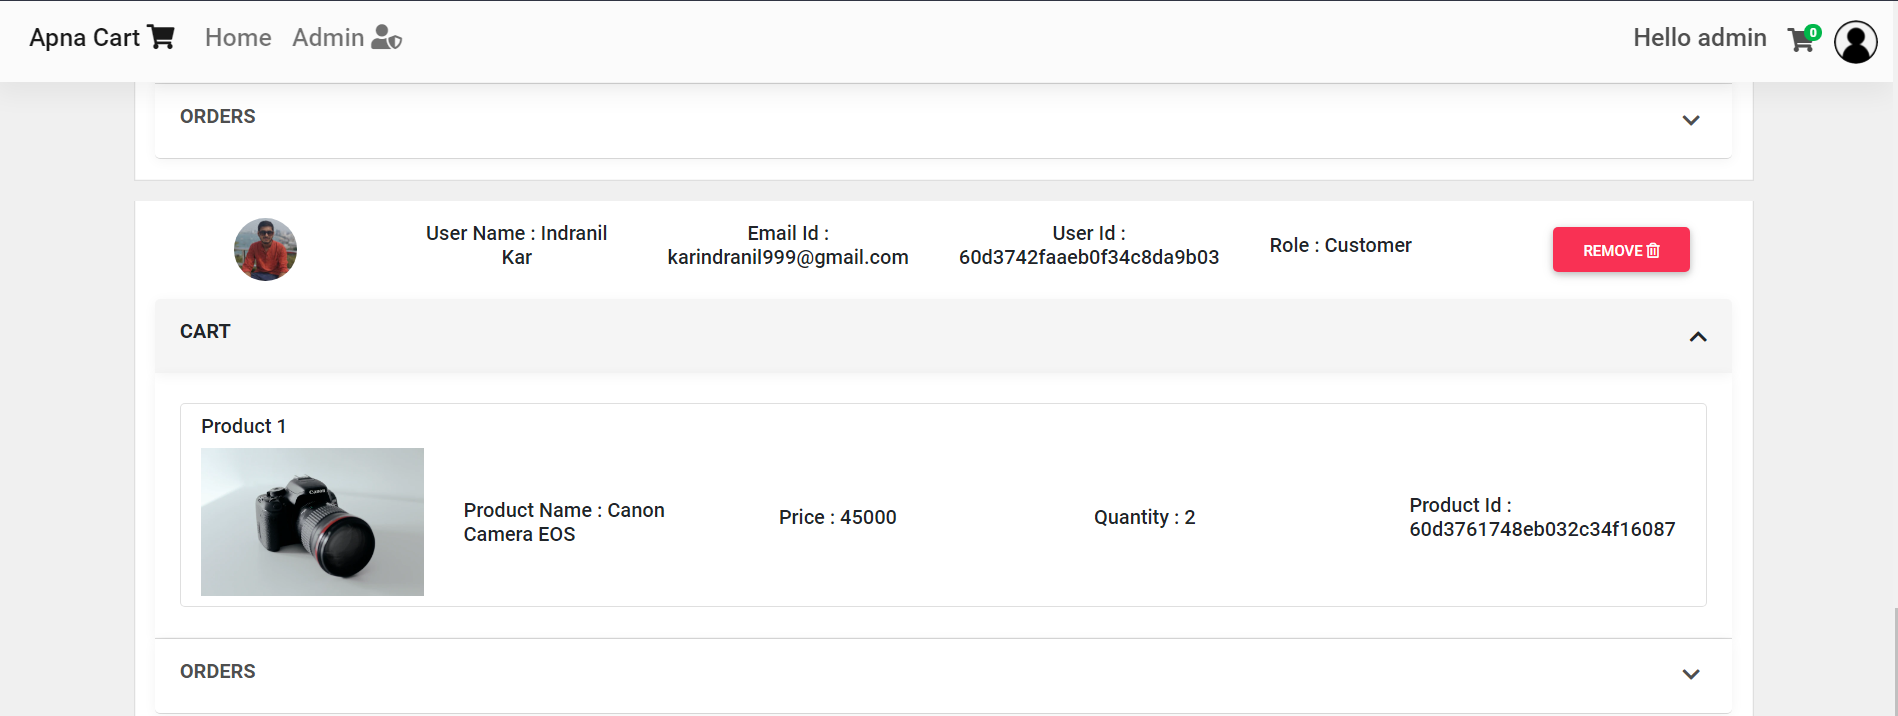 Apna Cart Home Admin Hello admin 0
ORDERS
User Name : Indranil
Kar
Email Id :
karindranil999@gmail.com
User Id :
60d3742faaeb0f34c8da9b03
Role : Customer
REMOVE
CART
Product 1
Canon
Product Name : Canon
Camera EOS
Price : 45000
Quantity : 2
Product Id :
60d3761748eb032c34f16087
ORDERS